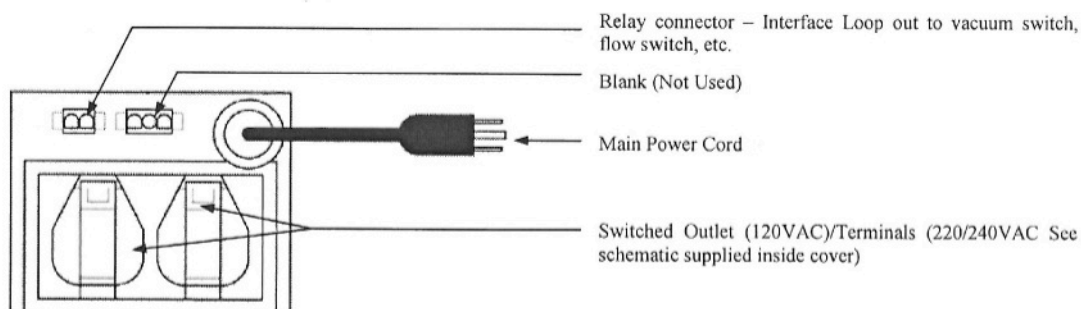 Relay connector – Interface Loop out to vacuum switch,
flow switch, etc.
Blank (Not Used)
Main Power Cord
Switched Outlet (120VAC)/Terminals (220/240VAC See
schematic supplied inside cover)